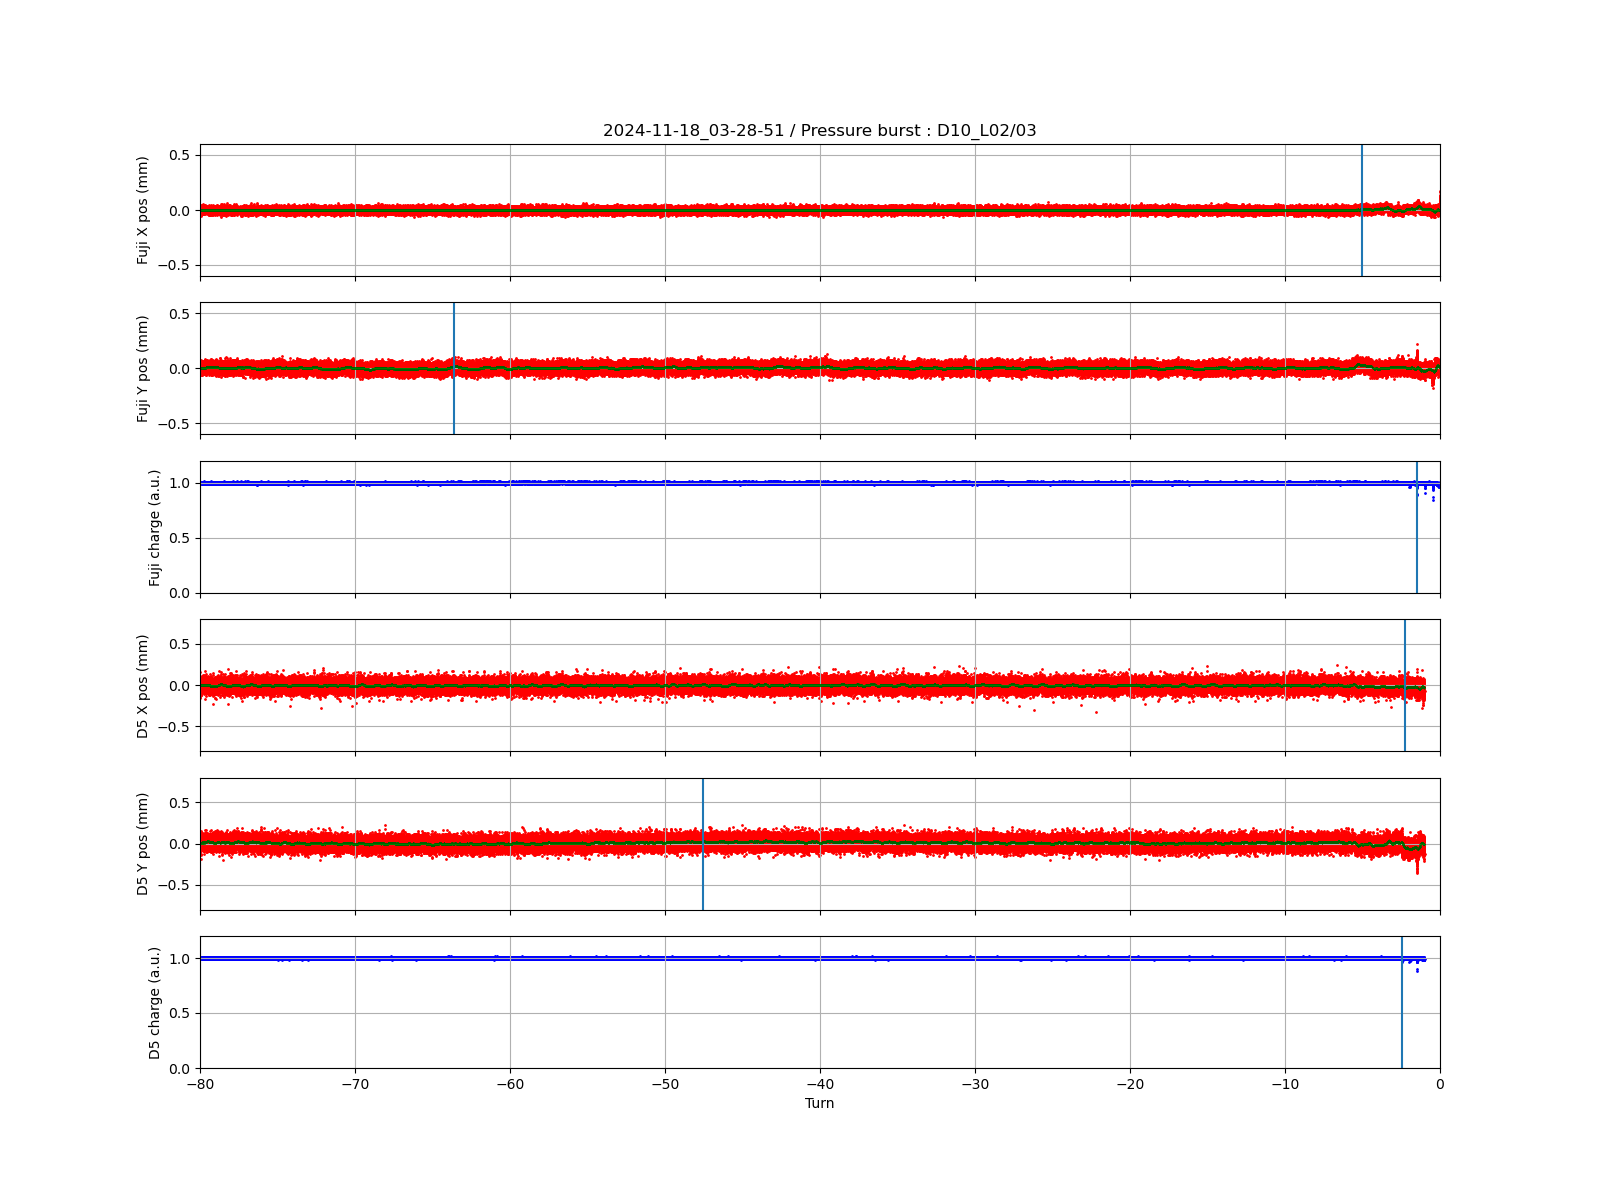 2024-11-18_03-28-51 / Pressure burst : D10_L02/03
Fuji X pos (mm)
0.5
0.0
−0.5
Fuji Y pos (mm)
0.5
0.0
−0.5
Fuji charge (a.u.)
1.0
0.5
0.0
D5 X pos (mm)
0.5
0.0
−0.5
D5 Y pos (mm)
0.5
0.0
−0.5
D5 charge (a.u.)
1.0
0.5
0.0
−80 −70 −60 −50 −40 −30 −20 −10 0
Turn